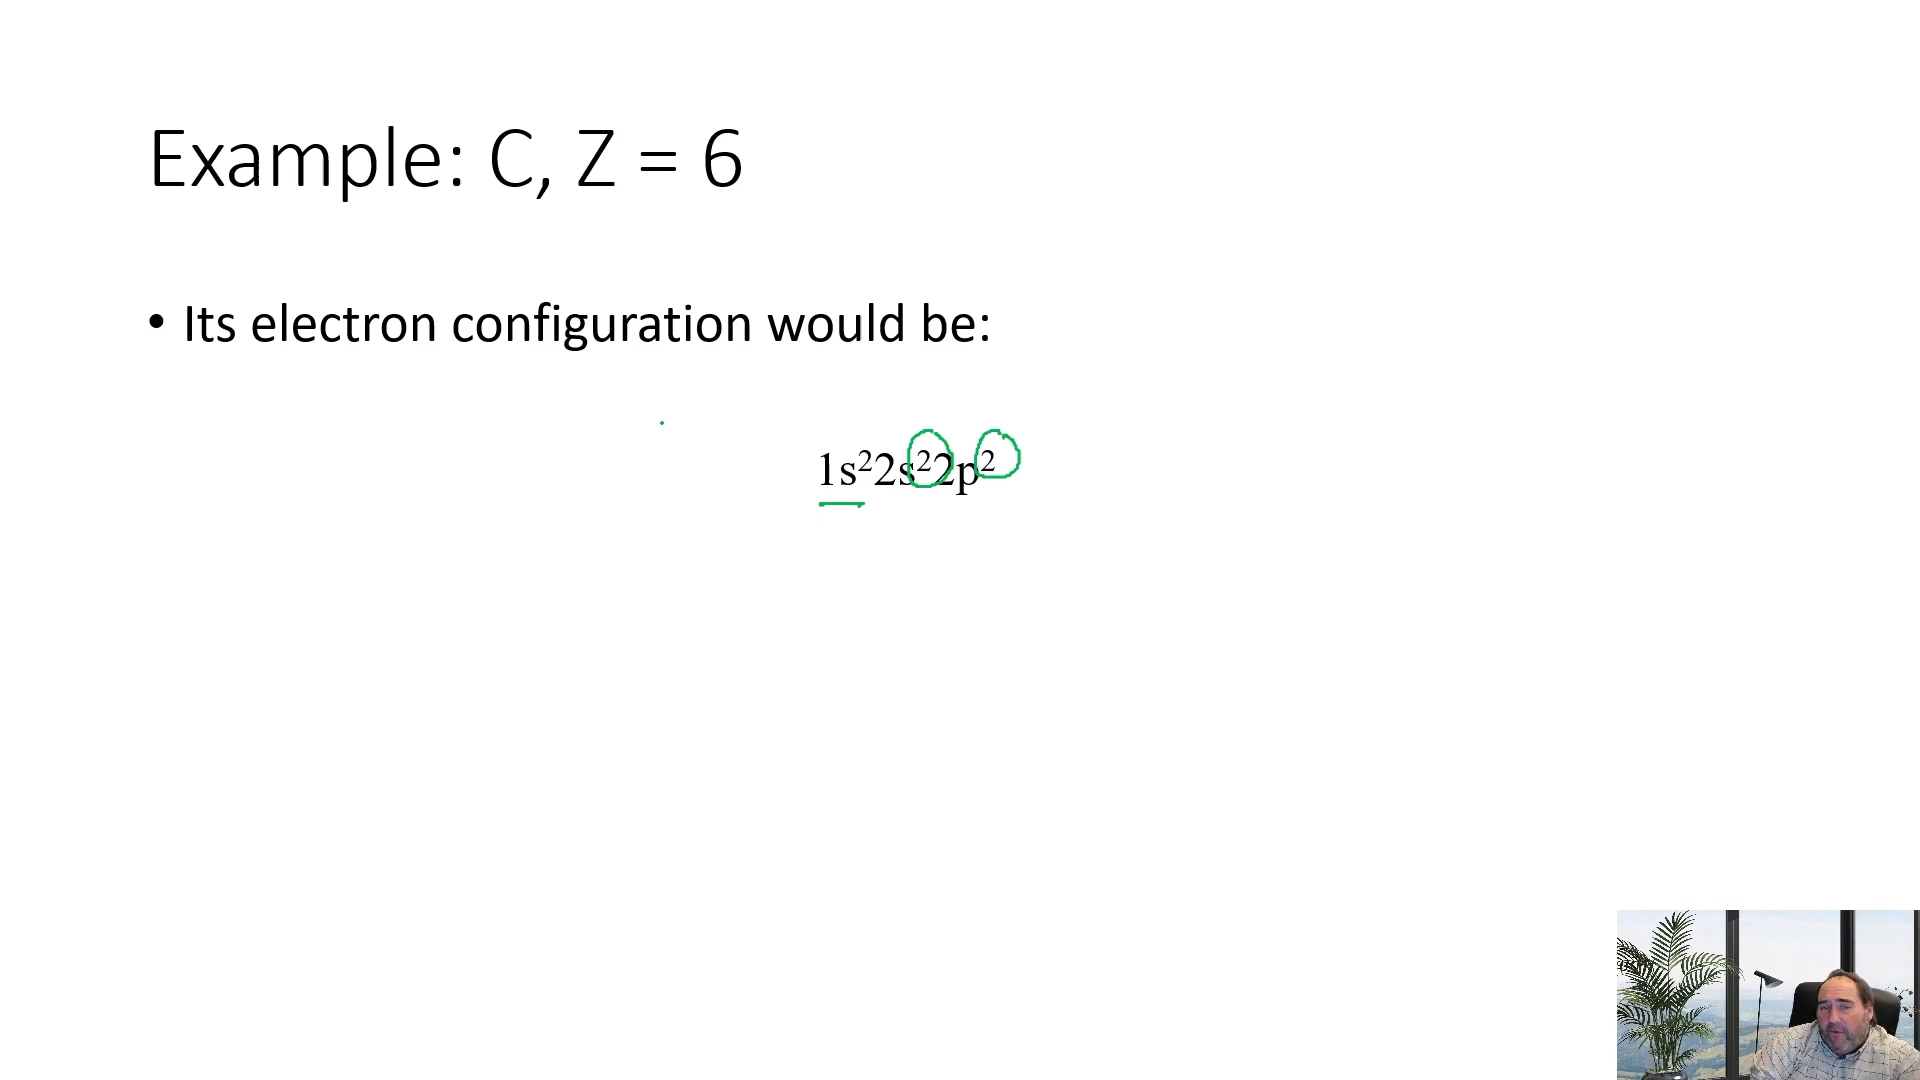 Example: C, Z = 6
• Its electron configuration would be:
1s²2s²2p²